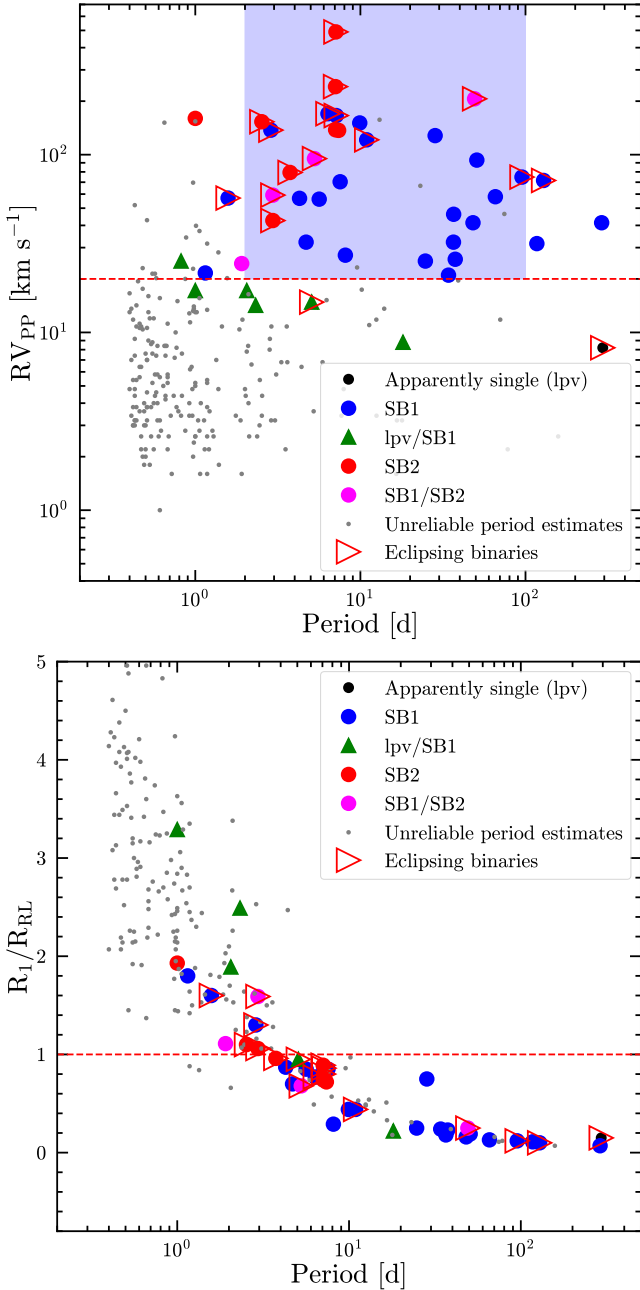 10²
10¹
10⁰
RV_PP [km s⁻¹]
Apparently single (lpv)
SB1
lpv/SB1
SB2
SB1/SB2
Unreliable period estimates
Eclipsing binaries
10⁰ 10¹ 10²
Period [d]
5
4
3
2
1
0
R₁/R_RL
Apparently single (lpv)
SB1
lpv/SB1
SB2
SB1/SB2
Unreliable period estimates
Eclipsing binaries
10⁰ 10¹ 10²
Period [d]